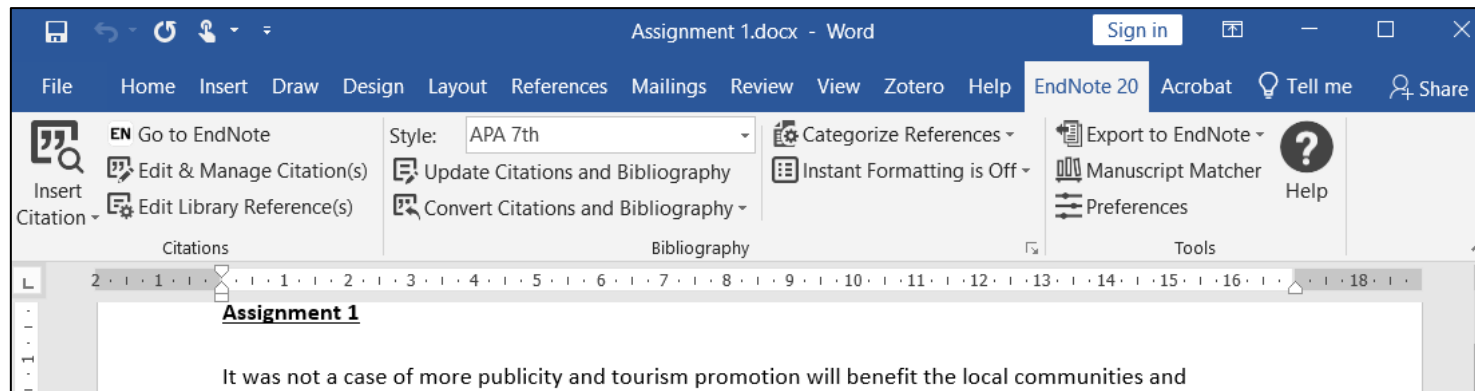 Assignment 1.docx - Word
Sign in
File Home Insert Draw Design Layout References Mailings Review View Zotero Help EndNote 20 Acrobat Tell me Share
Insert Citation
EN Go to EndNote
Edit & Manage Citation(s)
Edit Library Reference(s)
Citations
Style: APA 7th
Update Citations and Bibliography
Convert Citations and Bibliography
Bibliography
Categorize References
Instant Formatting is Off
Export to EndNote
Manuscript Matcher
Preferences
Tools
Help
L
2 1 1 2 3 4 5 6 7 8 9 10 11 12 13 14 15 16 18
1
Assignment 1
It was not a case of more publicity and tourism promotion will benefit the local communities and